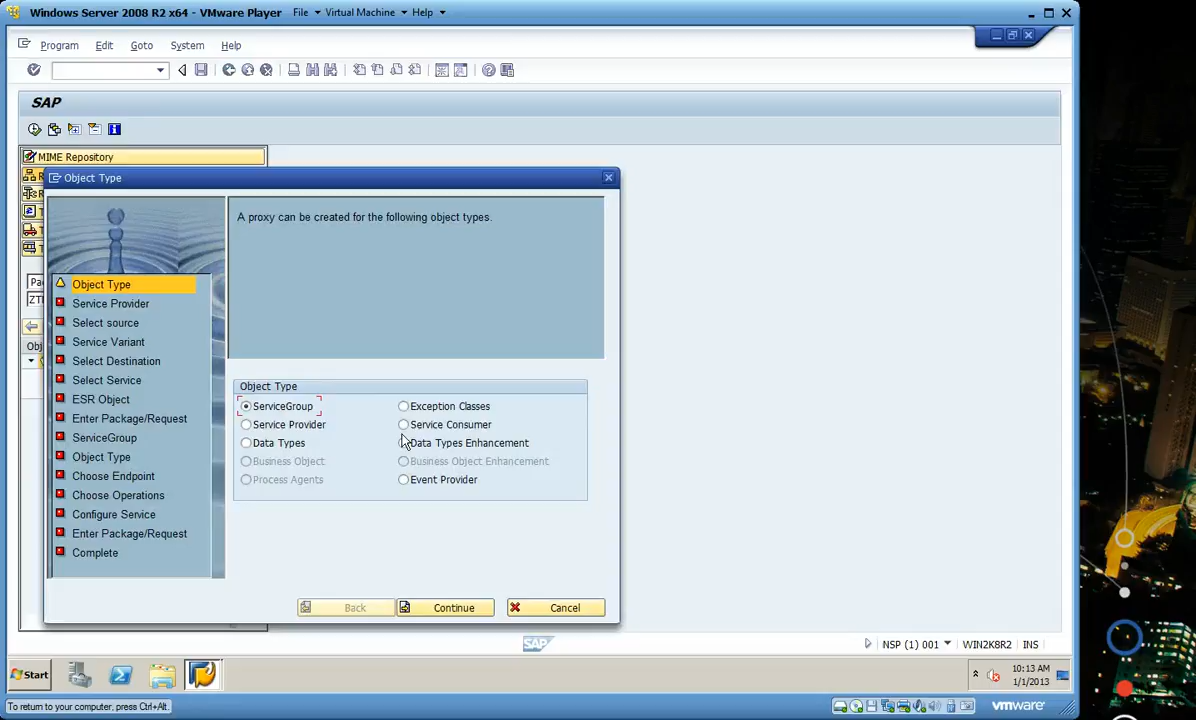 Windows Server 2008 R2 x64 - VMware Player File Virtual Machine Help
Program Edit Goto System Help
SAP
MIME Repository
R
R
T
T
T
Object Type
A proxy can be created for the following object types.
Pa
ZT
Obj
Object Type
Service Provider
Select source
Service Variant
Select Destination
Select Service
ESR Object
Enter Package/Request
ServiceGroup
Object Type
Choose Endpoint
Choose Operations
Configure Service
Enter Package/Request
Complete
Object Type
ServiceGroup Exception Classes
Service Provider Service Consumer
Data Types Data Types Enhancement
Business Object Business Object Enhancement
Process Agents Event Provider
Back Continue Cancel
SAP NSP (1) 001 WIN2K8R2 INS
Start 10:13 AM
1/1/2013
To return to your computer, press Ctrl+Alt. vmware